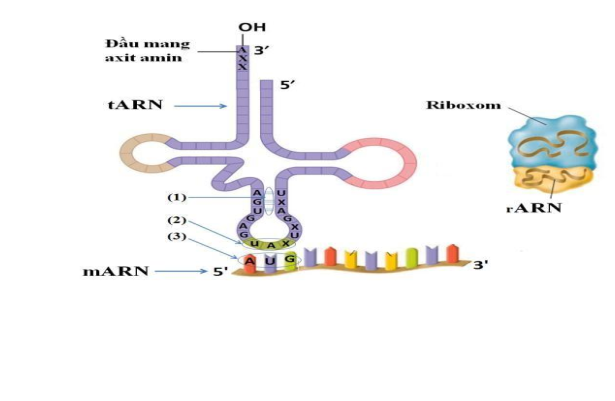 OH
Đầu mang
axit amin
3'
A
X
X
5'
tARN
Riboxom
rARN
(1)
A U
G X
U A
(2)
G G
A X
G U
(3)
U A X
A U G
mARN
5'
3'